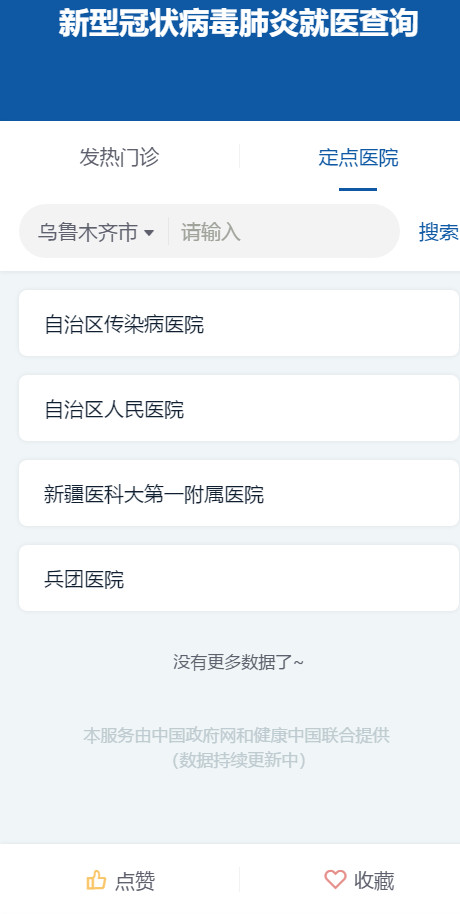 新型冠状病毒肺炎就医查询
发热门诊
定点医院
乌鲁木齐市 请输入 搜索
自治区传染病医院
自治区人民医院
新疆医科大第一附属医院
兵团医院
没有更多数据了~
本服务由中国政府网和健康中国联合提供
(数据持续更新中)
点赞
收藏